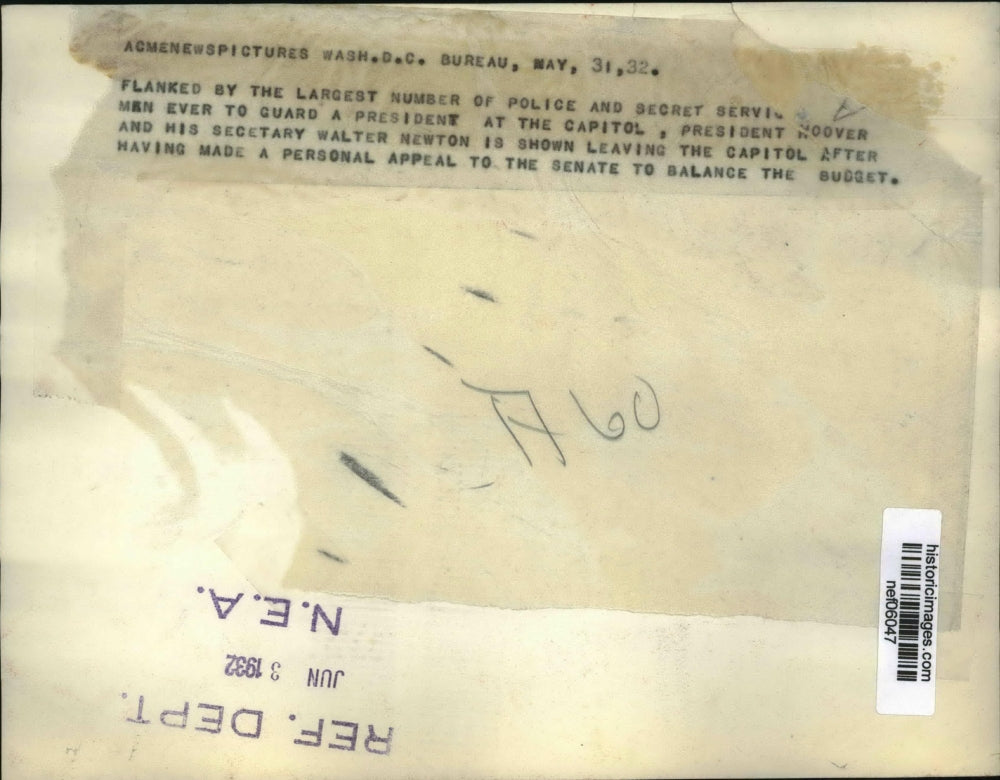 ACMENEWSPICTURES WASH.D.C. BUREAU, MAY, 31,32.
FLANKED BY THE LARGEST NUMBER OF POLICE AND SECRET
MEN EVER TO GUARD A PRESIDENT AT THE CAPITOL , PRESIDENT HOOVER
AND HIS SECETARY WALTER NEWTON IS SHOWN LEAVING THE CAPITOL AFTER
HAVING MADE A PERSONAL APPEAL TO THE SENATE TO BALANCE THE BUDGET.
A60
historicimages.com
nef06047
N.E.A.
JUN 3 1932
REF. DEPT.